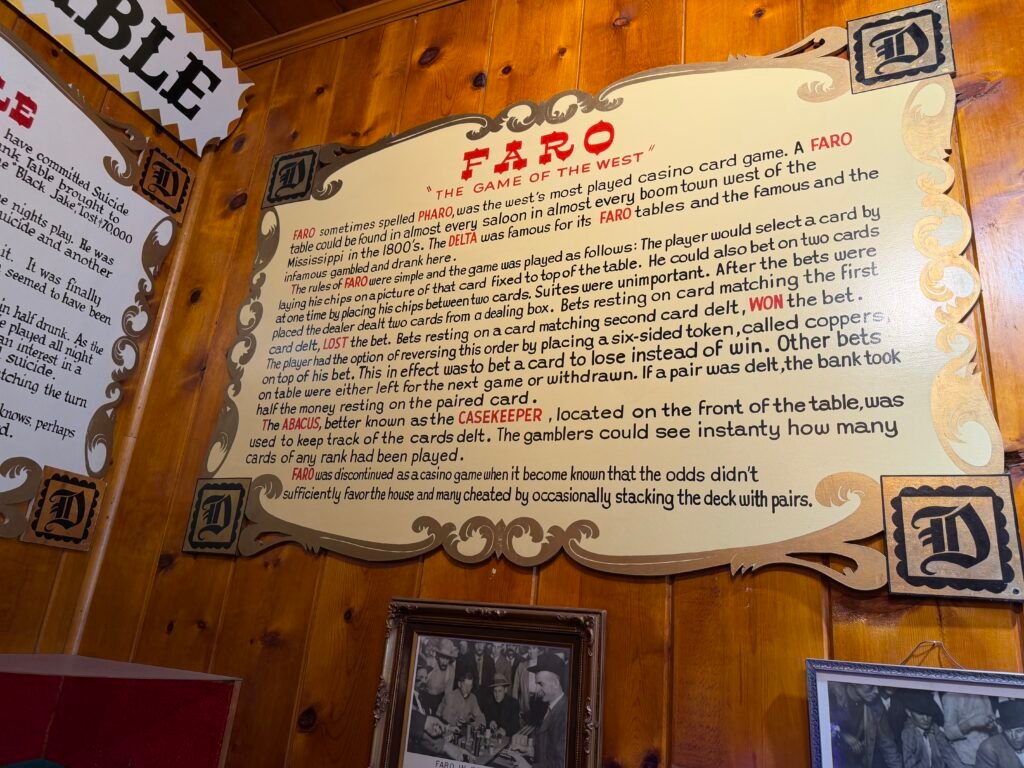 ABLE
LE
have committed Suicide
Table brought to
"Black Jake", lost $70,000
nights play. He was
suicide and another
it. It was finally
seemed to have been
in half drunk. As the
played all night
an interest in a
suicide.
the turn
knows, perhaps
D
D
D
FARO
"THE GAME OF THE WEST"
FARO sometimes spelled PHARO, was the west's most played casino card game. A FARO
table could be found in almost every saloon in almost every boom town west of the
Mississippi in the 1800's. The DELTA was famous for its FARO tables and the famous and the
infamous gambled and drank here.
The rules of FARO were simple and the game was played as follows: The player would select a card by
laying his chips on a picture of that card fixed to top of the table. He could also bet on two cards
at one time by placing his chips between two cards. Suites were unimportant. After the bets were
placed the dealer dealt two cards from a dealing box. Bets resting on card matching the first
card delt, LOST the bet. Bets resting on a card matching second card delt, WON the bet.
The player had the option of reversing this order by placing a six-sided token, called coppers,
on top of his bet. This in effect was to bet a card to lose instead of win. Other bets
on table were either left for the next game or withdrawn. If a pair was delt, the bank took
half the money resting on the paired card.
The ABACUS, better known as the CASEKEEPER, located on the front of the table, was
used to keep track of the cards delt. The gamblers could see instanty how many
cards of any rank had been played.
FARO was discontinued as a casino game when it become known that the odds didn't
sufficiently favor the house and many cheated by occasionally stacking the deck with pairs.
D
D
D
FARO